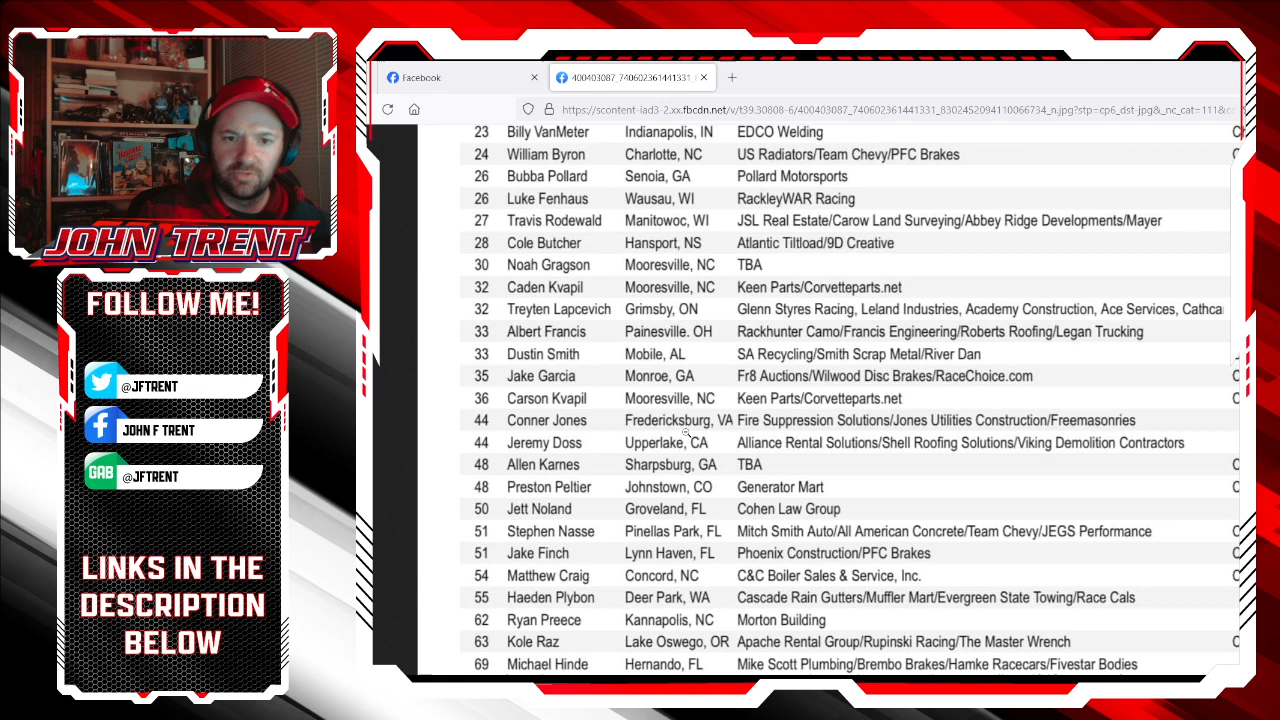 JOHN TRENT
FOLLOW ME!
@JFTRENT
JOHN F TRENT
GAB
@JFTRENT
LINKS IN THE
DESCRIPTION
BELOW
Facebook
400403087_740602361441331_
https://scontent-iad3-2.xx.fbcdn.net/v/t39.30808-6/400403087_740602361441331_8302452094110066734_n.jpg?stp=cp6_dst-jpg&_nc_cat=111&
23 Billy VanMeter Indianapolis, IN EDCO Welding
24 William Byron Charlotte, NC US Radiators/Team Chevy/PFC Brakes
26 Bubba Pollard Senoia, GA Pollard Motorsports
26 Luke Fenhaus Wausau, WI RackleyWAR Racing
27 Travis Rodewald Manitowoc, WI JSL Real Estate/Carow Land Surveying/Abbey Ridge Developments/Mayer
28 Cole Butcher Hansport, NS Atlantic Tiltload/9D Creative
30 Noah Gragson Mooresville, NC TBA
32 Caden Kvapil Mooresville, NC Keen Parts/Corvetteparts.net
32 Treyten Lapcevich Grimsby, ON Glenn Styres Racing, Leland Industries, Academy Construction, Ace Services, Cathca
33 Albert Francis Painesville. OH Rackhunter Camo/Francis Engineering/Roberts Roofing/Legan Trucking
33 Dustin Smith Mobile, AL SA Recycling/Smith Scrap Metal/River Dan
35 Jake Garcia Monroe, GA Fr8 Auctions/Wilwood Disc Brakes/RaceChoice.com
36 Carson Kvapil Mooresville, NC Keen Parts/Corvetteparts.net
44 Conner Jones Fredericksburg, VA Fire Suppression Solutions/Jones Utilities Construction/Freemasonries
44 Jeremy Doss Upperlake, CA Alliance Rental Solutions/Shell Roofing Solutions/Viking Demolition Contractors
48 Allen Karnes Sharpsburg, GA TBA
48 Preston Peltier Johnstown, CO Generator Mart
50 Jett Noland Groveland, FL Cohen Law Group
51 Stephen Nasse Pinellas Park, FL Mitch Smith Auto/All American Concrete/Team Chevy/JEGS Performance
51 Jake Finch Lynn Haven, FL Phoenix Construction/PFC Brakes
54 Matthew Craig Concord, NC C&C Boiler Sales & Service, Inc.
55 Haeden Plybon Deer Park, WA Cascade Rain Gutters/Muffler Mart/Evergreen State Towing/Race Cals
62 Ryan Preece Kannapolis, NC Morton Building
63 Kole Raz Lake Oswego, OR Apache Rental Group/Rupinski Racing/The Master Wrench
69 Michael Hinde Hernando, FL Mike Scott Plumbing/Brembo Brakes/Hamke Racecars/Fivestar Bodies